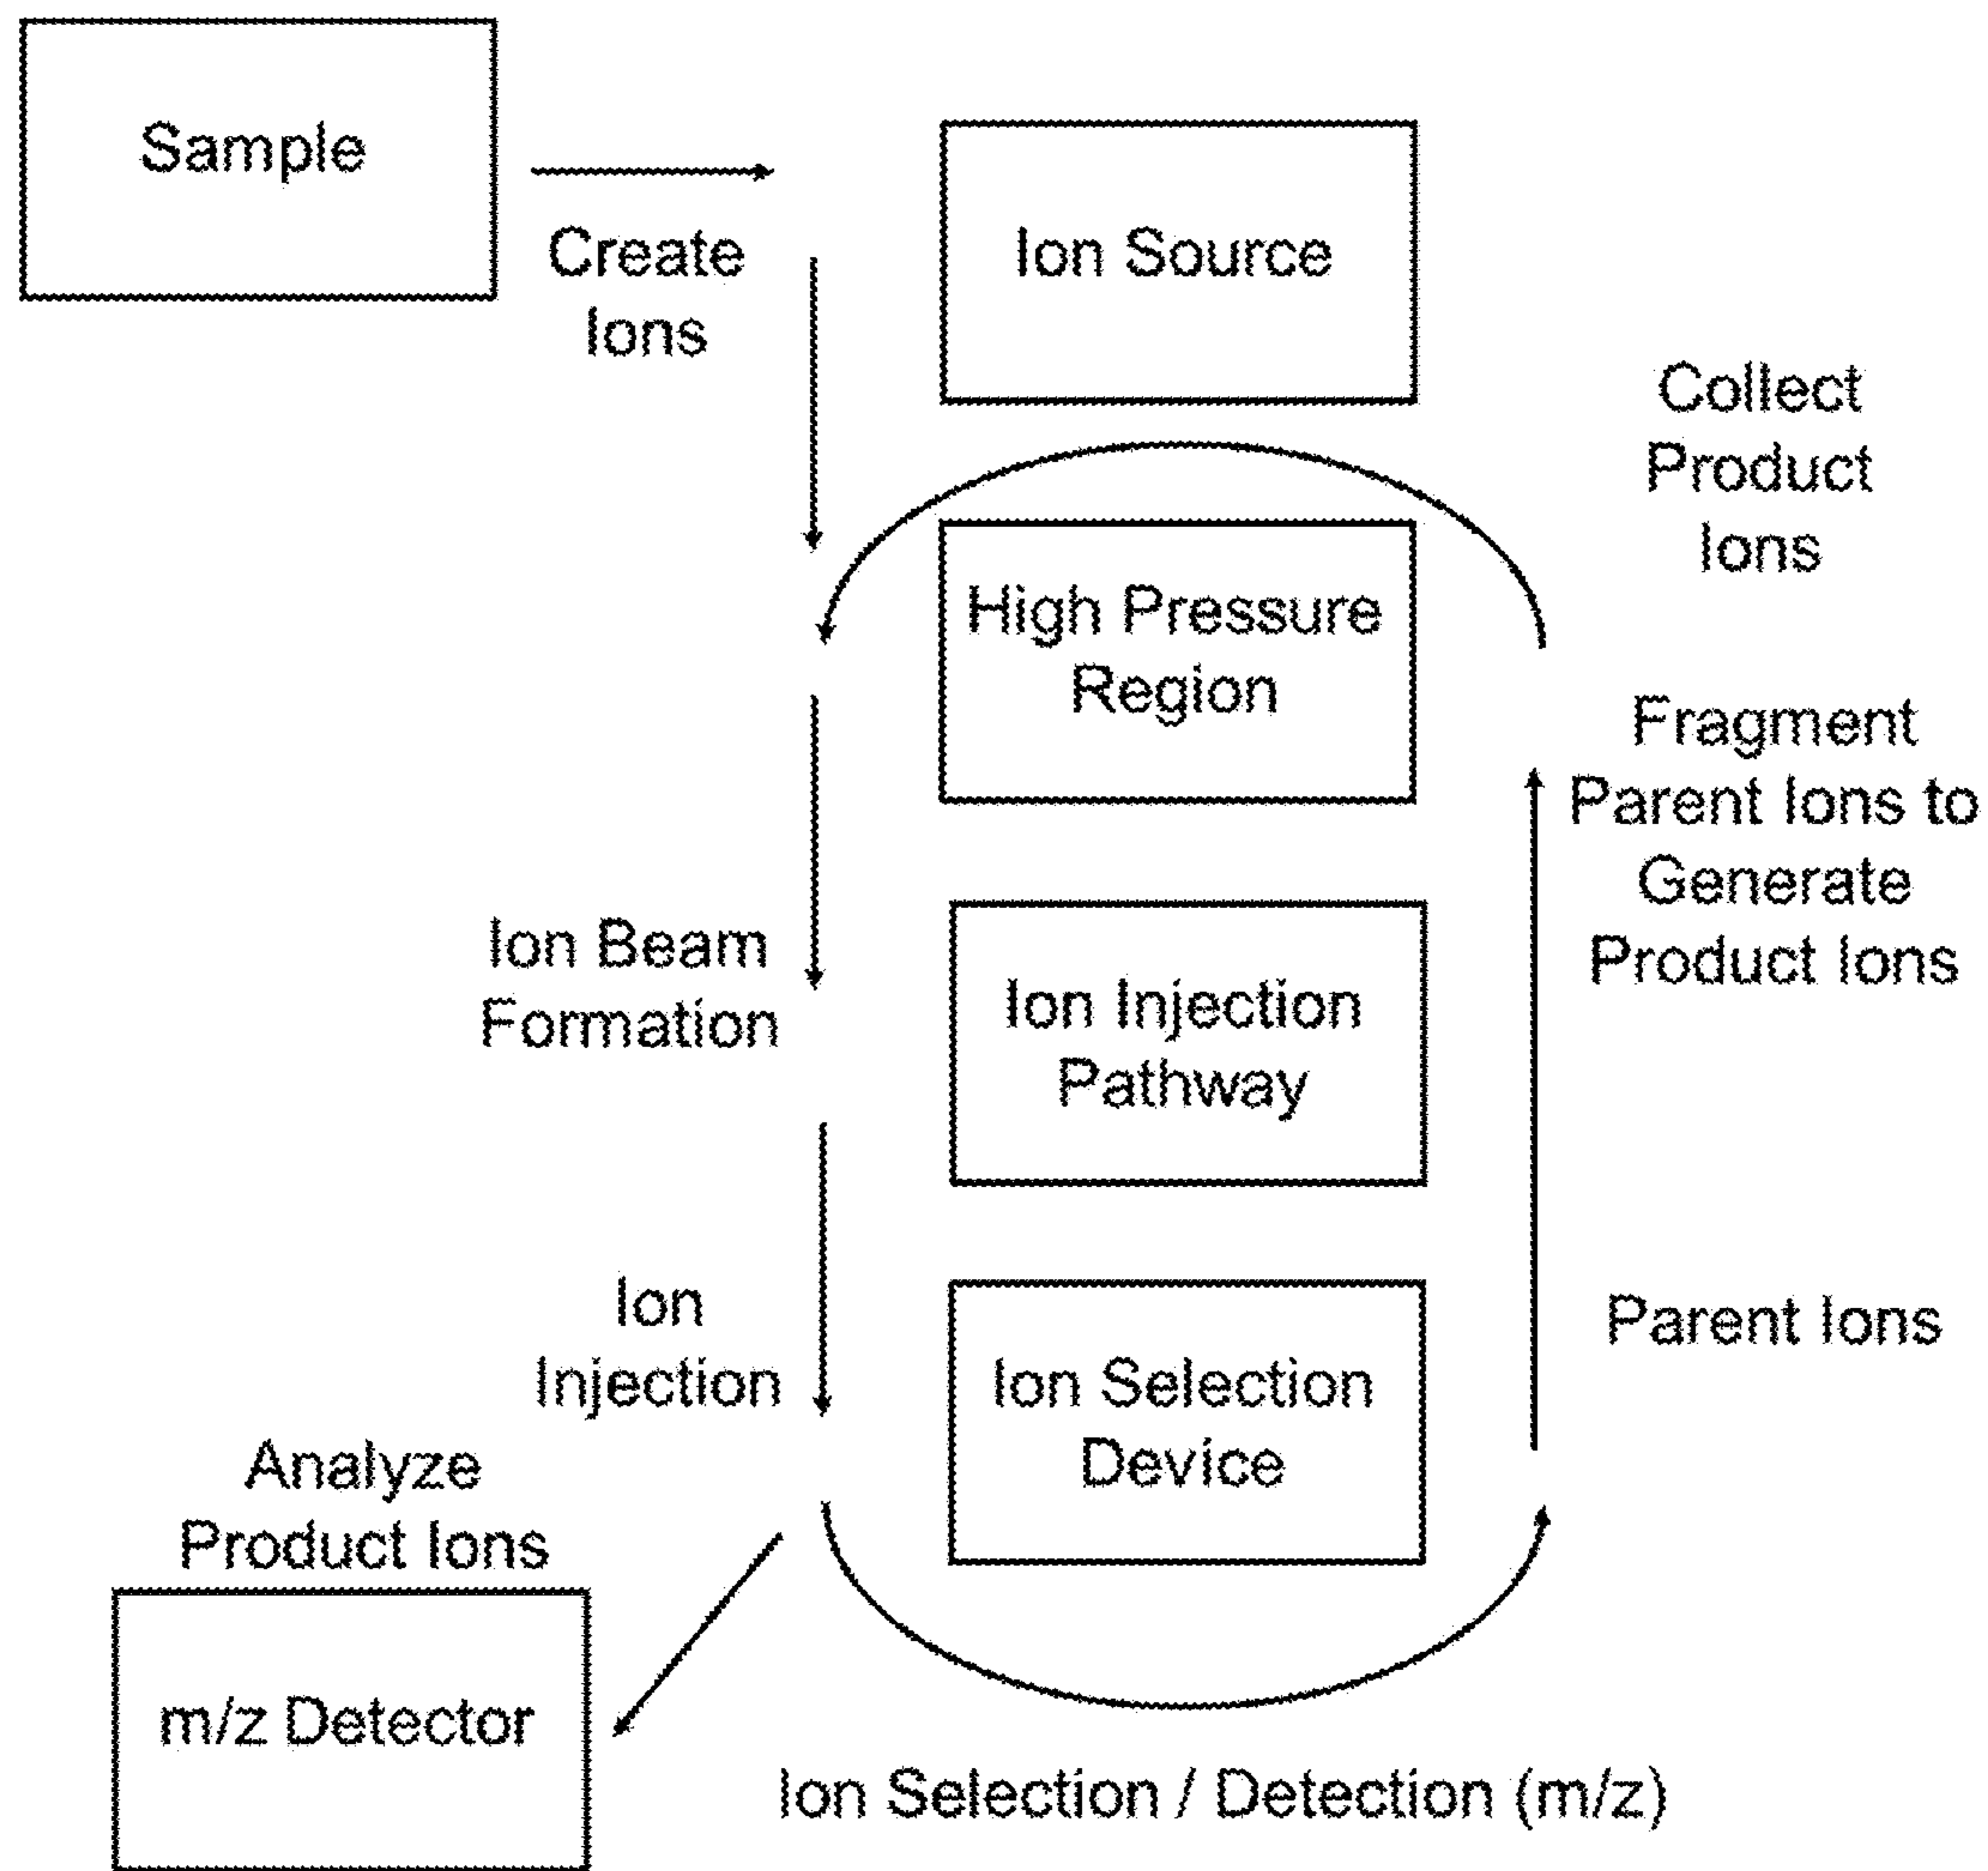 Sample
Create
Ions
Ion Source
Collect
Product
Ions
High Pressure
Region
Fragment
Parent Ions to
Generate
Product Ions
Ion Beam
Formation
Ion Injection
Pathway
Ion
Injection
Parent Ions
Ion Selection
Device
Analyze
Product Ions
m/z Detector
Ion Selection / Detection (m/z)